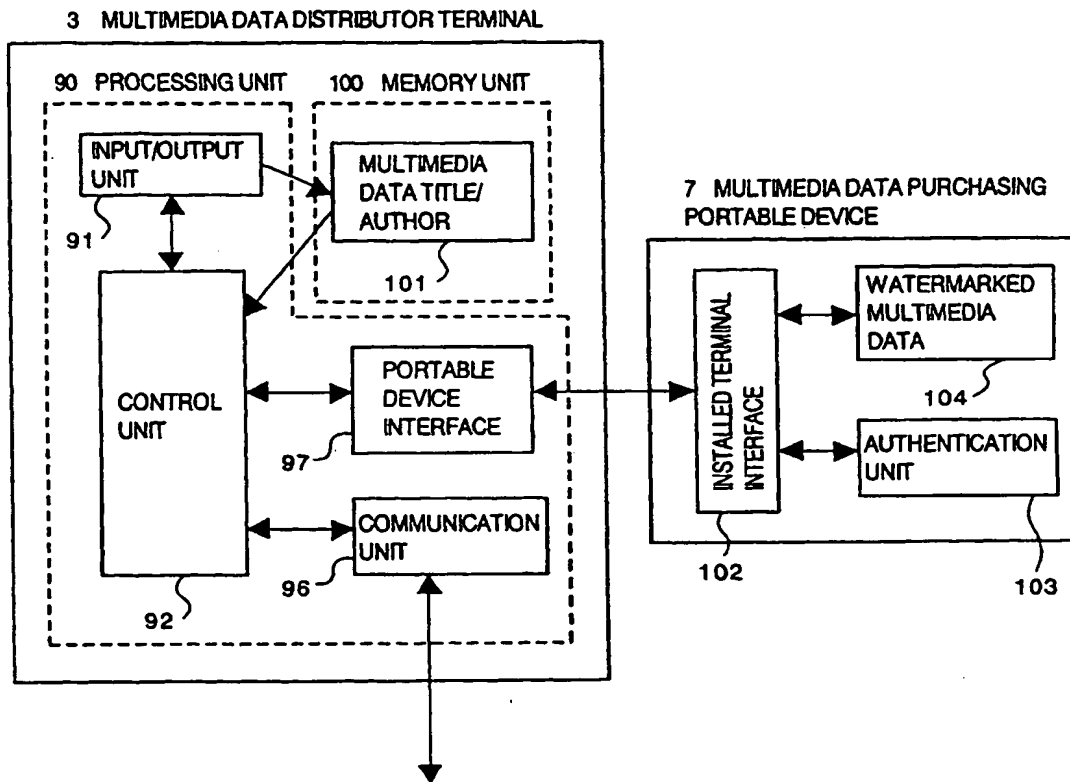 3 MULTIMEDIA DATA DISTRIBUTOR TERMINAL
90 PROCESSING UNIT
100 MEMORY UNIT
INPUT/OUTPUT
UNIT
91
MULTIMEDIA
DATA TITLE/
AUTHOR
101
CONTROL
UNIT
92
PORTABLE
DEVICE
INTERFACE
97
COMMUNICATION
UNIT
96
7 MULTIMEDIA DATA PURCHASING
PORTABLE DEVICE
INSTALLED TERMINAL
INTERFACE
102
WATERMARKED
MULTIMEDIA
DATA
104
AUTHENTICATION
UNIT
103